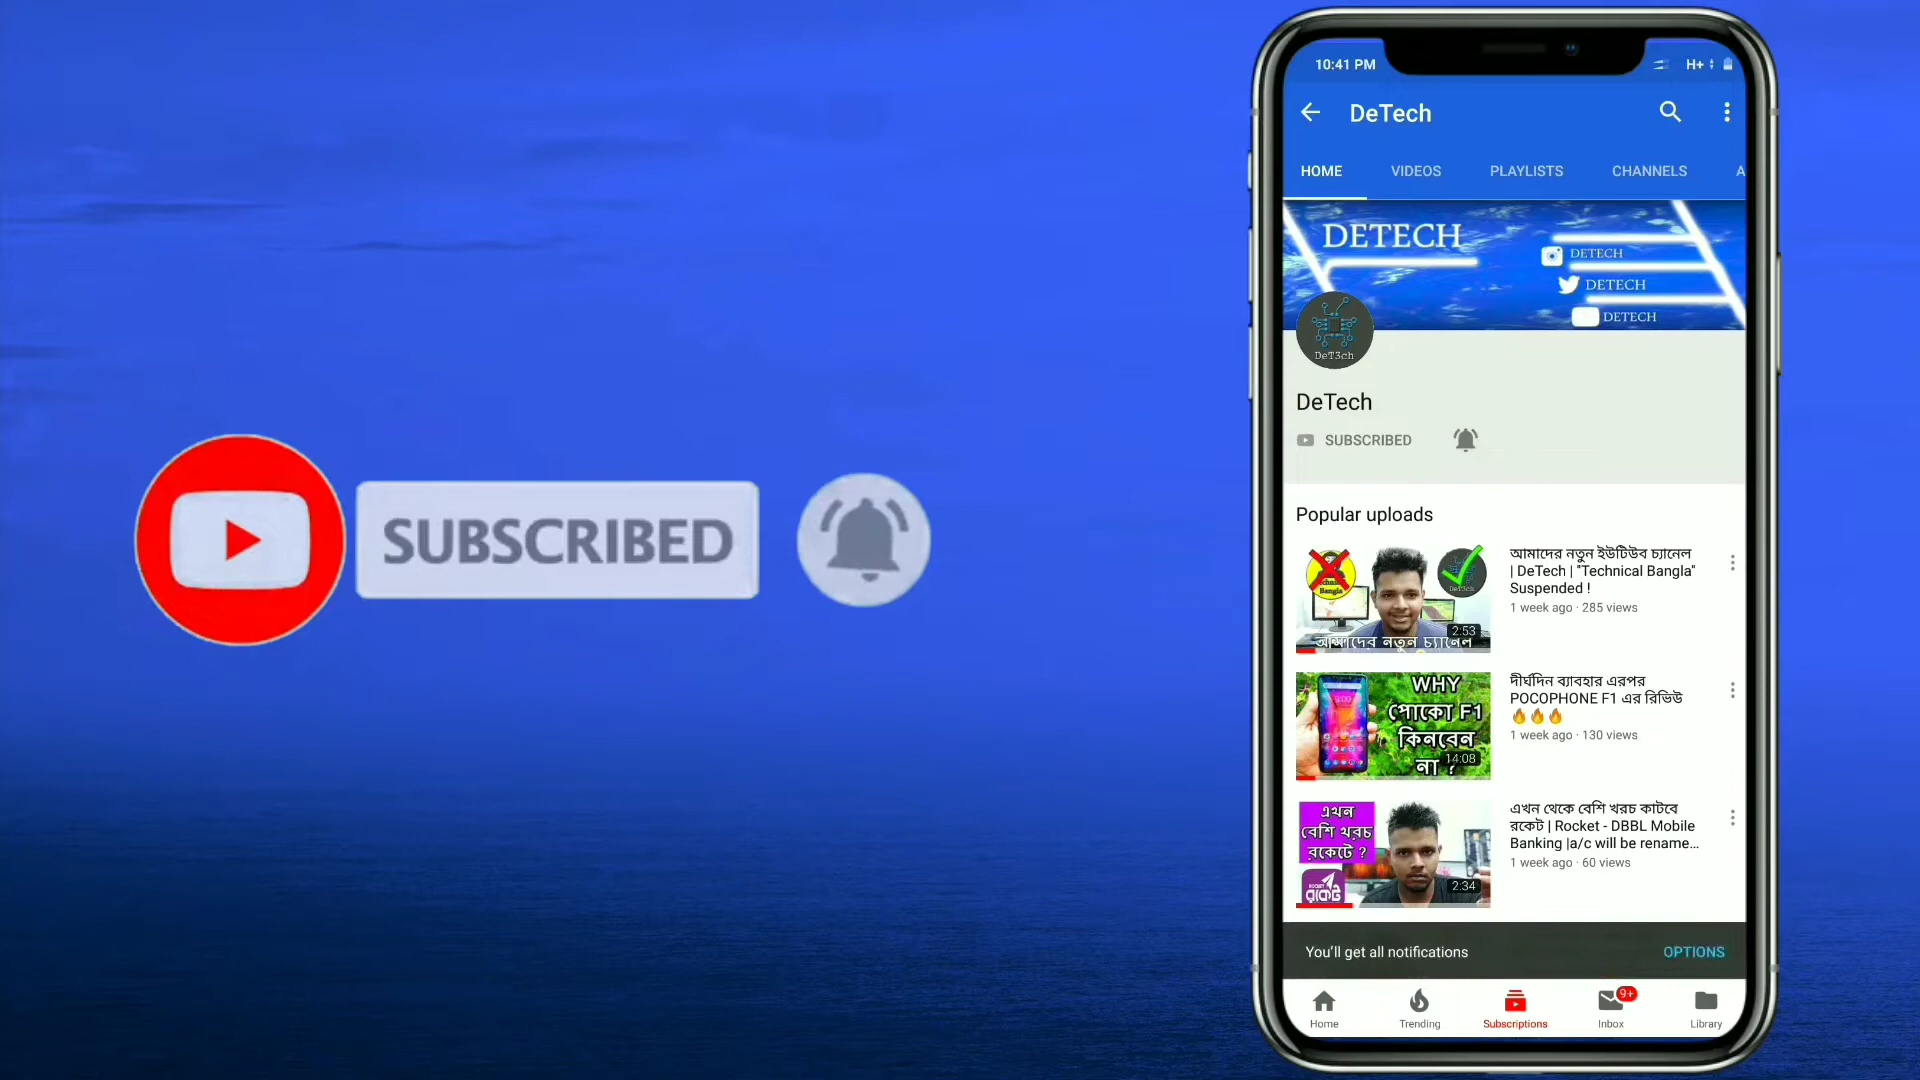 SUBSCRIBED
10:41 PM
H+
DeTech
HOME VIDEOS PLAYLISTS CHANNELS A
DETECH
DETECH
DETECH
DETECH
DeT3ch
DeTech
SUBSCRIBED
Popular uploads
Bangla
2:53
আমাদের নতুন চ্যানেল
আমাদের নতুন ইউটিউব চ্যানেল
| DeTech | "Technical Bangla"
Suspended !
1 week ago · 285 views
WHY
পোকো F1
কিনবেন
না ?
14:08
দীর্ঘদিন ব্যাবহার এরপর
POCOPHONE F1 এর রিভিউ
🔥🔥🔥
1 week ago · 130 views
এখন
বেশি খরচ
রকেটে ?
রকেট
2:34
এখন থেকে বেশি খরচ কাটবে
রকেট | Rocket - DBBL Mobile
Banking |a/c will be rename...
1 week ago · 60 views
You'll get all notifications OPTIONS
9+
Home Trending Subscriptions Inbox Library